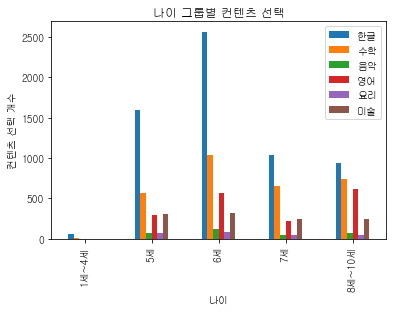 나이 그룹별 컨텐츠 선택
컨텐츠 선택 개수
2500
2000
1500
1000
500
0
한글
수학
음악
영어
요리
미술
1세~4세
5세
6세
7세
8세~10세
나이